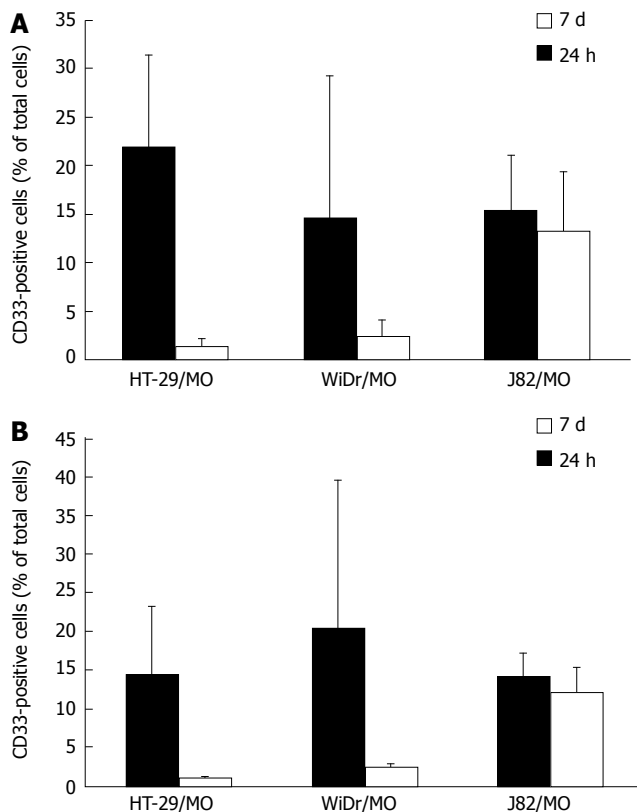 A
7 d
24 h
CD33-positive cells (% of total cells)
35
30
25
20
15
10
5
0
HT-29/MO WiDr/MO J82/MO
B
7 d
24 h
CD33-positive cells (% of total cells)
45
40
35
30
25
20
15
10
5
0
HT-29/MO WiDr/MO J82/MO